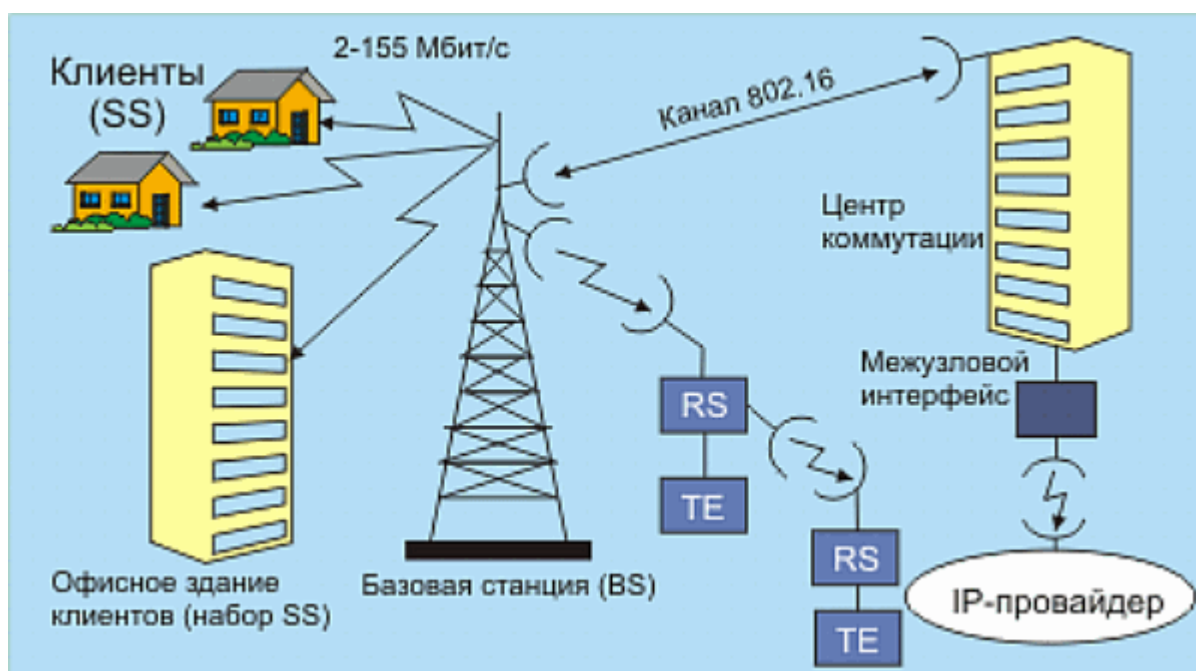 2-155 Мбит/с
Клиенты
(SS)
Канал 802.16
Центр
коммутации
Межузловой
интерфейс
RS
TE
RS
TE
Офисное здание
клиентов (набор SS)
Базовая станция (BS)
IP-провайдер